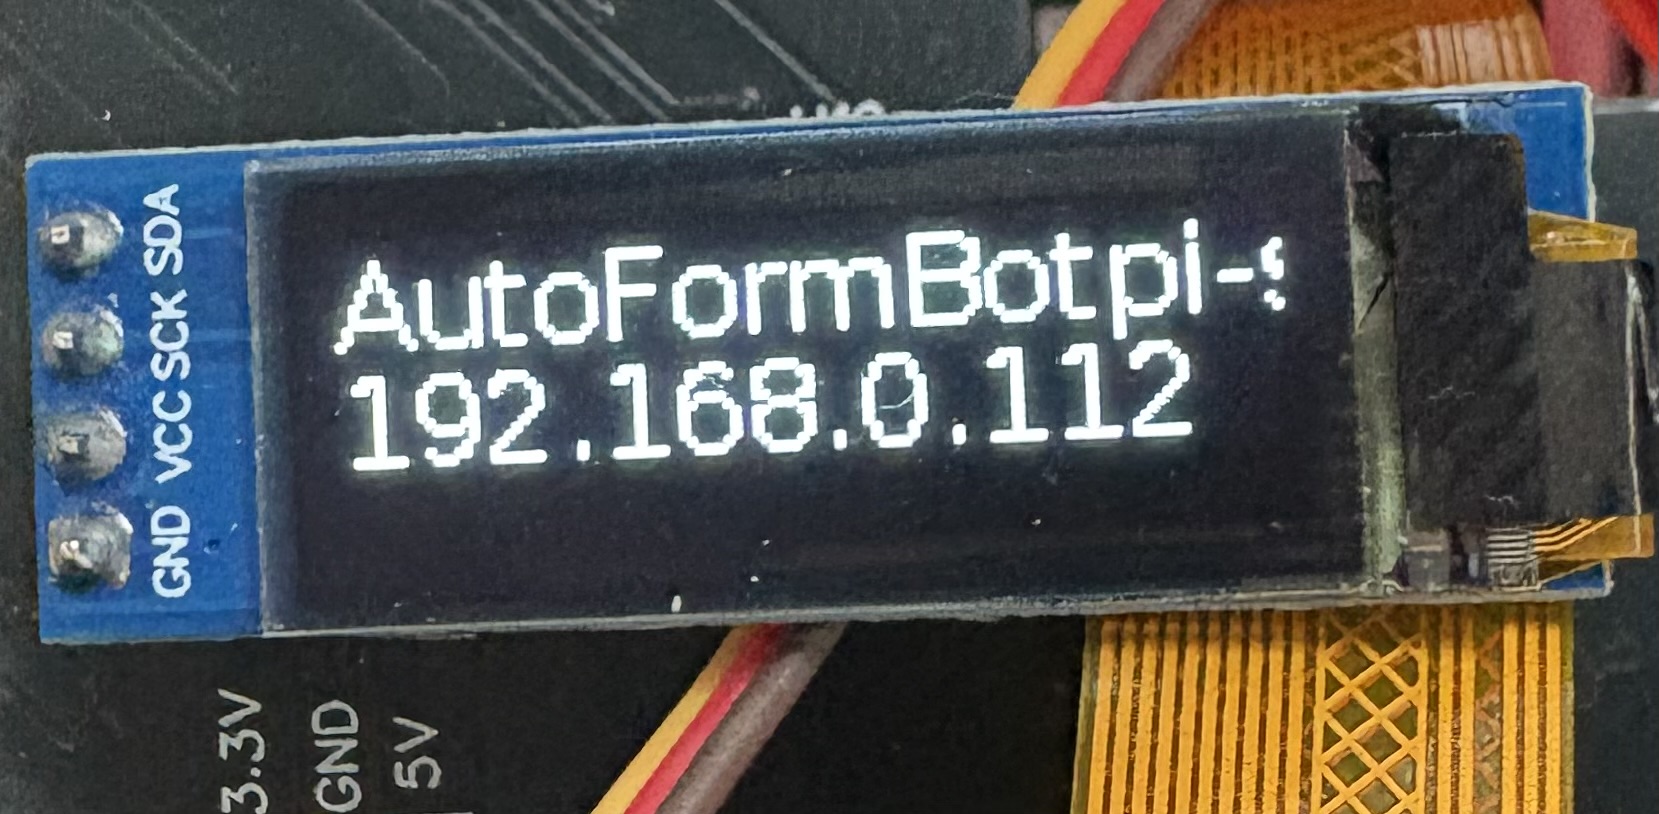 SDA
SCK
VCC
GND
AutoFormBotpi-
192.168.0.112
3.3V
GND
5V